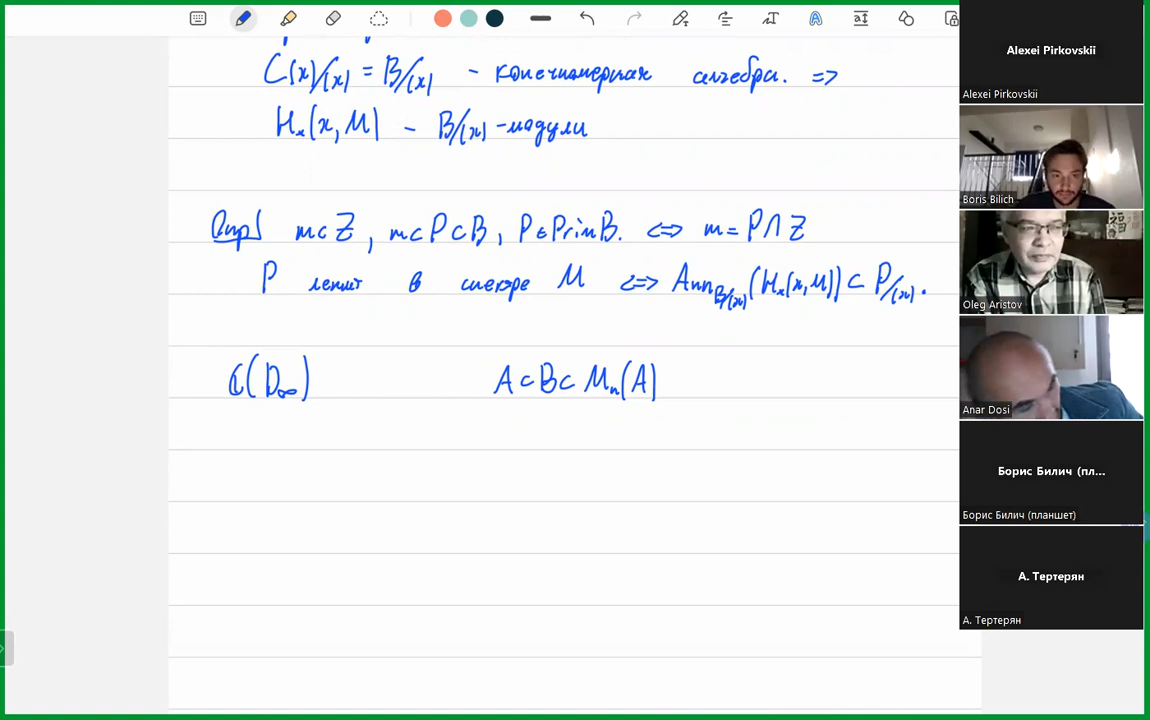 C(x)/(x) = B/(x) - конечномерная алгебра. =>
H_*(x, M) - B/(x) -модули
Опр] m⊂Z, m⊂P⊂B, P∈Prim B. <=> m = P∩Z
P лежит в спектре M <=> Ann_{B/(x)}(H_*(x,M)) ⊂ P/(x).
C(D_∞) A⊂B⊂M_n(A)
Alexei Pirkovskii
Alexei Pirkovskii
Boris Bilich
Oleg Aristov
Anar Dosi
Борис Билич (пл...
Борис Билич (планшет)
А. Тертерян
А. Тертерян